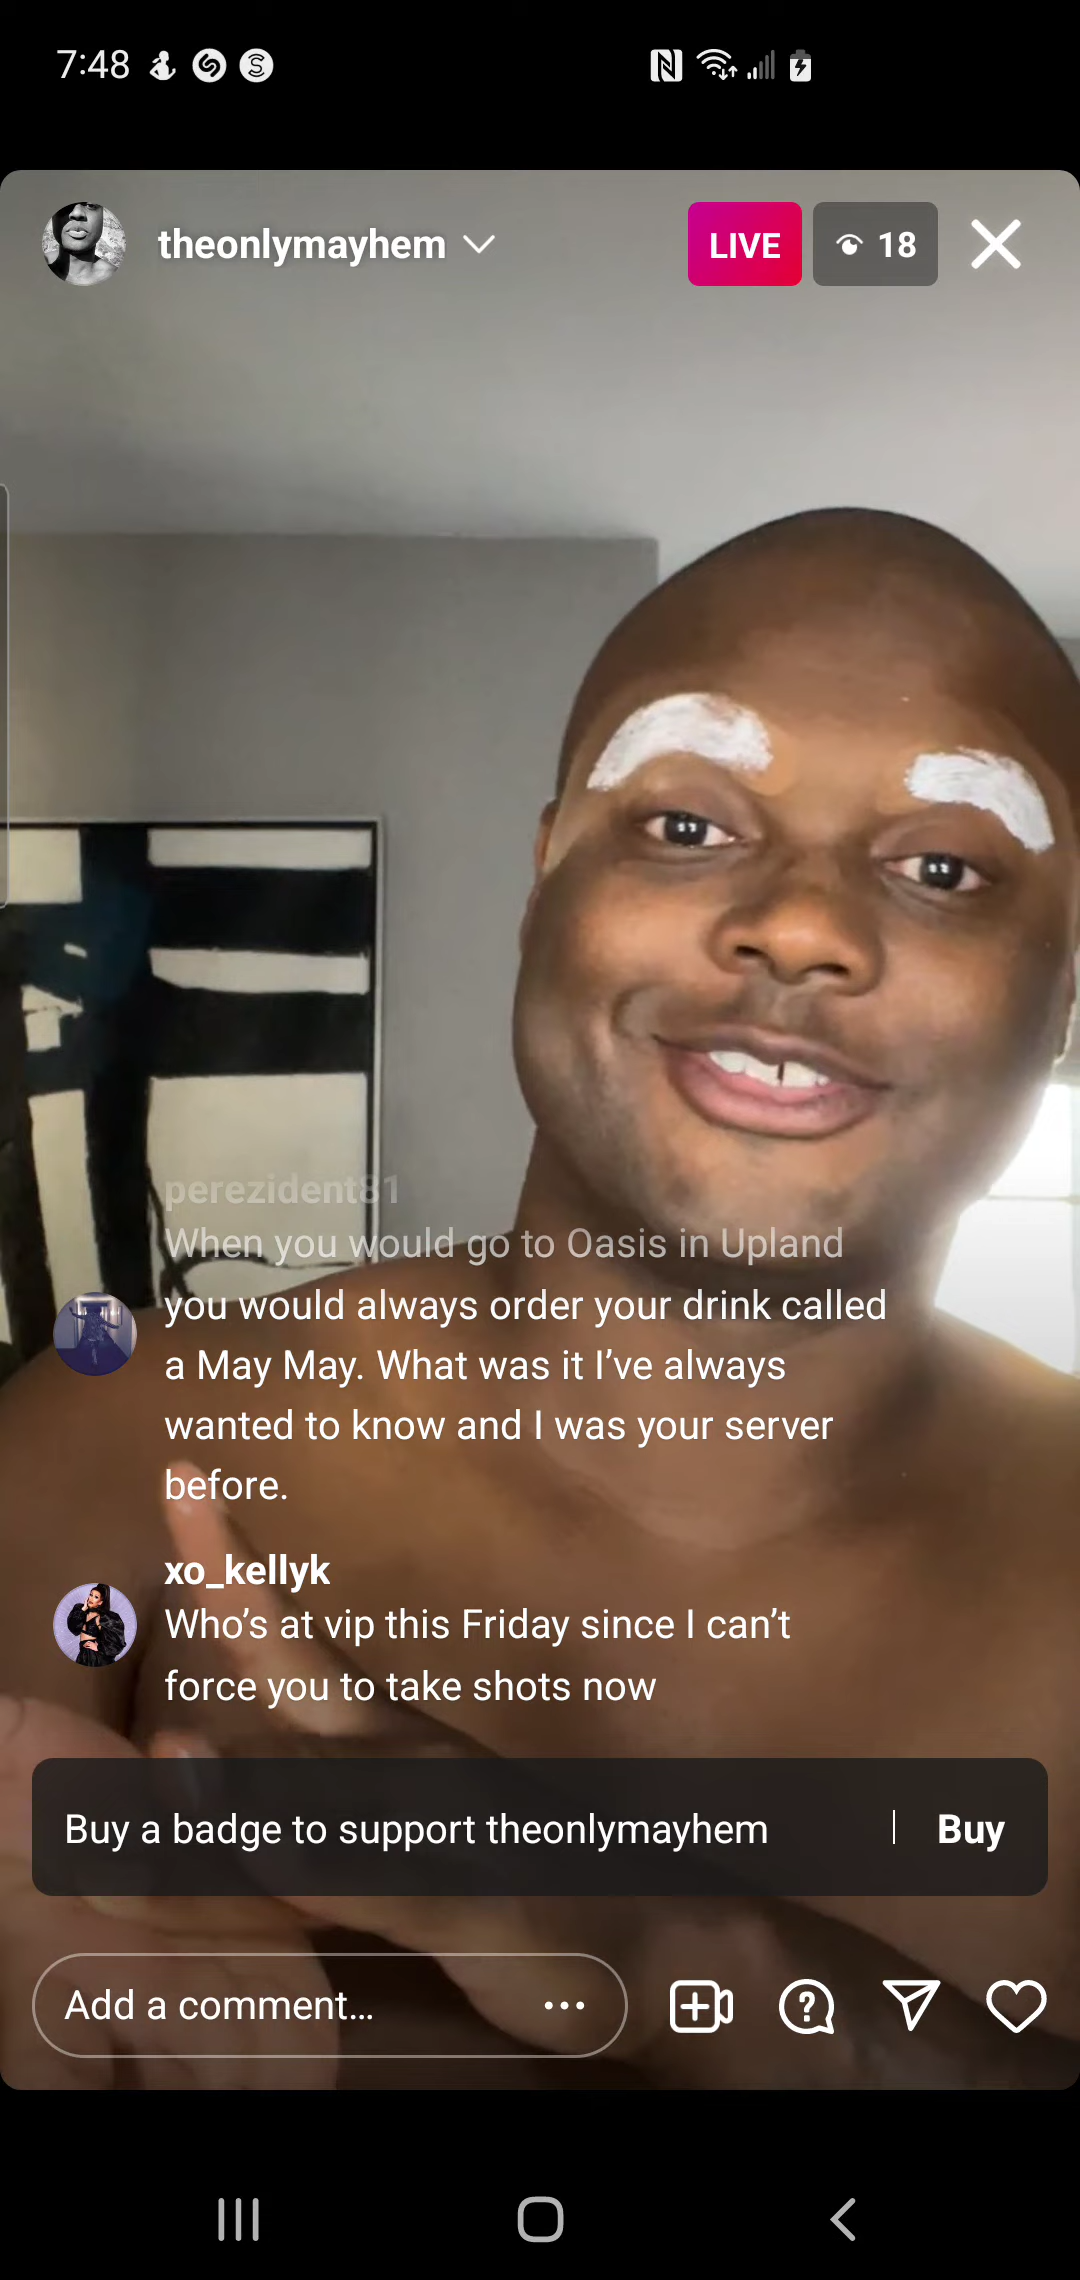 7:48
theonlymayhem
LIVE
18
perezident81
When you would go to Oasis in Upland
you would always order your drink called
a May May. What was it I’ve always
wanted to know and I was your server
before.
xo_kellyk
Who’s at vip this Friday since I can’t
force you to take shots now
Buy a badge to support theonlymayhem | Buy
Add a comment...